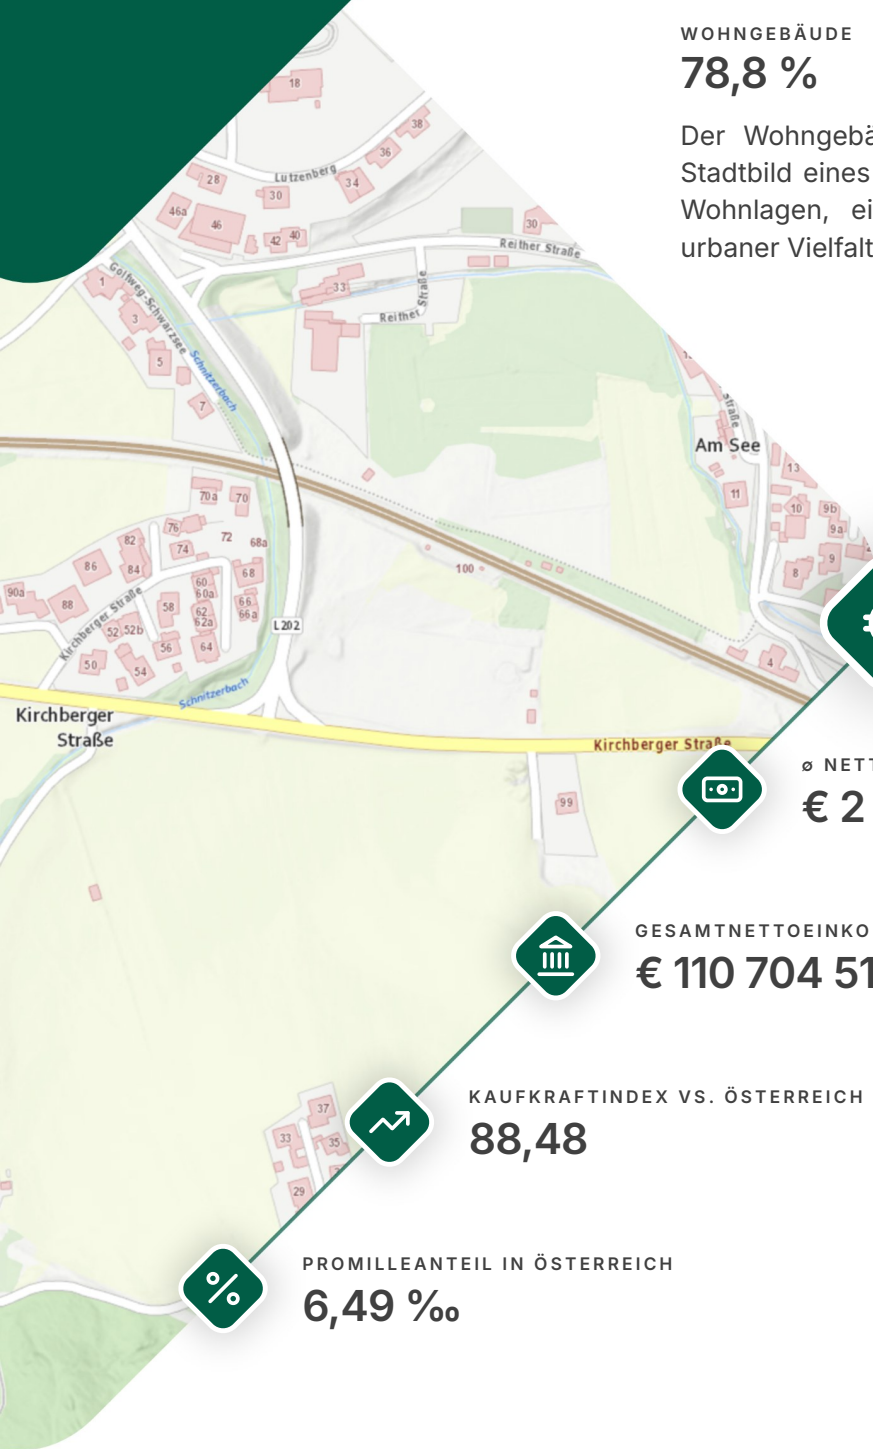 WOHNGEBÄUDE
78,8 %
Der Wohngebä
Stadtbild eines
Wohnlagen, ei
urbaner Vielfalt
18
38
36
Lutzenberg
28
34
30
46a
46
42 40
30
Reither Straße
Golfweg-Schwarzsee
1
33
Reither Straße
3
5
Schnitzerbach
7
Straße
Am See
13
11
10
9b
9a
70a
70
76
72
68a
82
74
86
84
9
8
100
68
90a
88
60
60a
58
62
62a
66
66a
Kirchberger Straße
52
52b
L202
56
64
50
54
4
Schnitzerbach
Kirchberger
Straße
Kirchberger Straße
ø NETT
€ 2
99
GESAMTNETTOEINKO
€ 110 704 51
KAUFKRAFTINDEX VS. ÖSTERREICH
88,48
37
33
35
29
PROMILLEANTEIL IN ÖSTERREICH
6,49 ‰